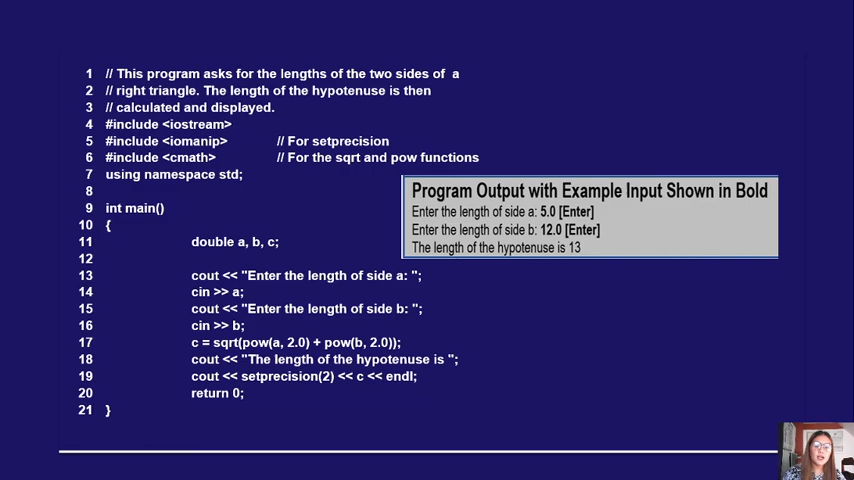 1 // This program asks for the lengths of the two sides of a
2 // right triangle. The length of the hypotenuse is then
3 // calculated and displayed.
4 #include <iostream>
5 #include <iomanip> // For setprecision
6 #include <cmath> // For the sqrt and pow functions
7 using namespace std;
8
9 int main()
10 {
11 double a, b, c;
12
13 cout << "Enter the length of side a: ";
14 cin >> a;
15 cout << "Enter the length of side b: ";
16 cin >> b;
17 c = sqrt(pow(a, 2.0) + pow(b, 2.0));
18 cout << "The length of the hypotenuse is ";
19 cout << setprecision(2) << c << endl;
20 return 0;
21 }
Program Output with Example Input Shown in Bold
Enter the length of side a: 5.0 [Enter]
Enter the length of side b: 12.0 [Enter]
The length of the hypotenuse is 13